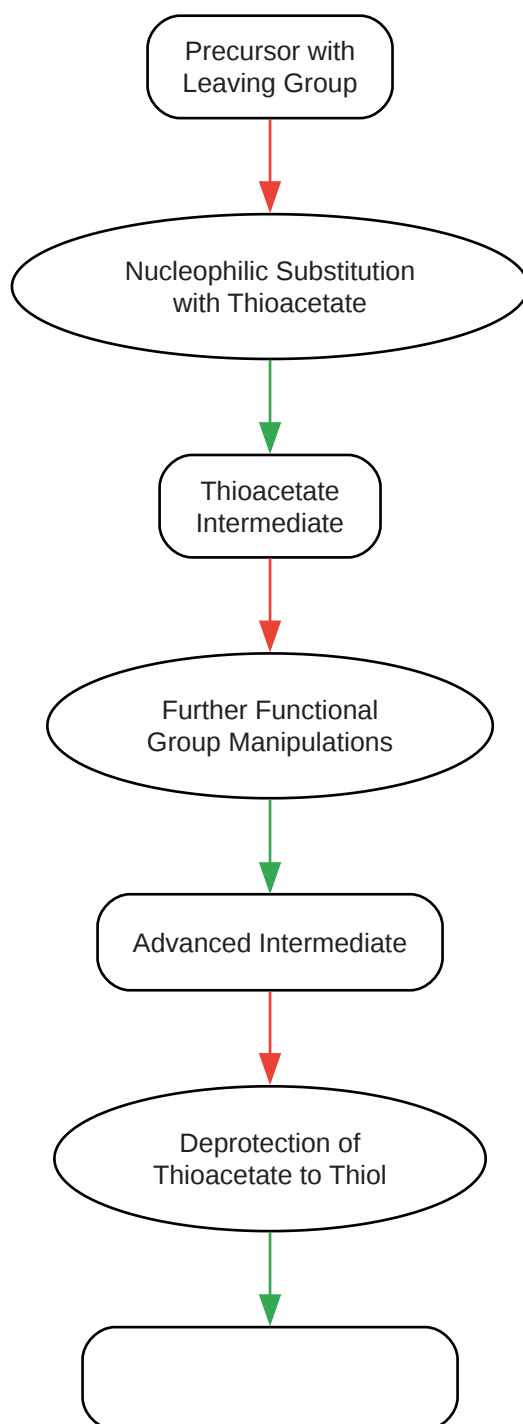 Precursor with
Leaving Group
Nucleophilic Substitution
with Thioacetate
Thioacetate
Intermediate
Further Functional
Group Manipulations
Advanced Intermediate
Deprotection of
Thioacetate to Thiol